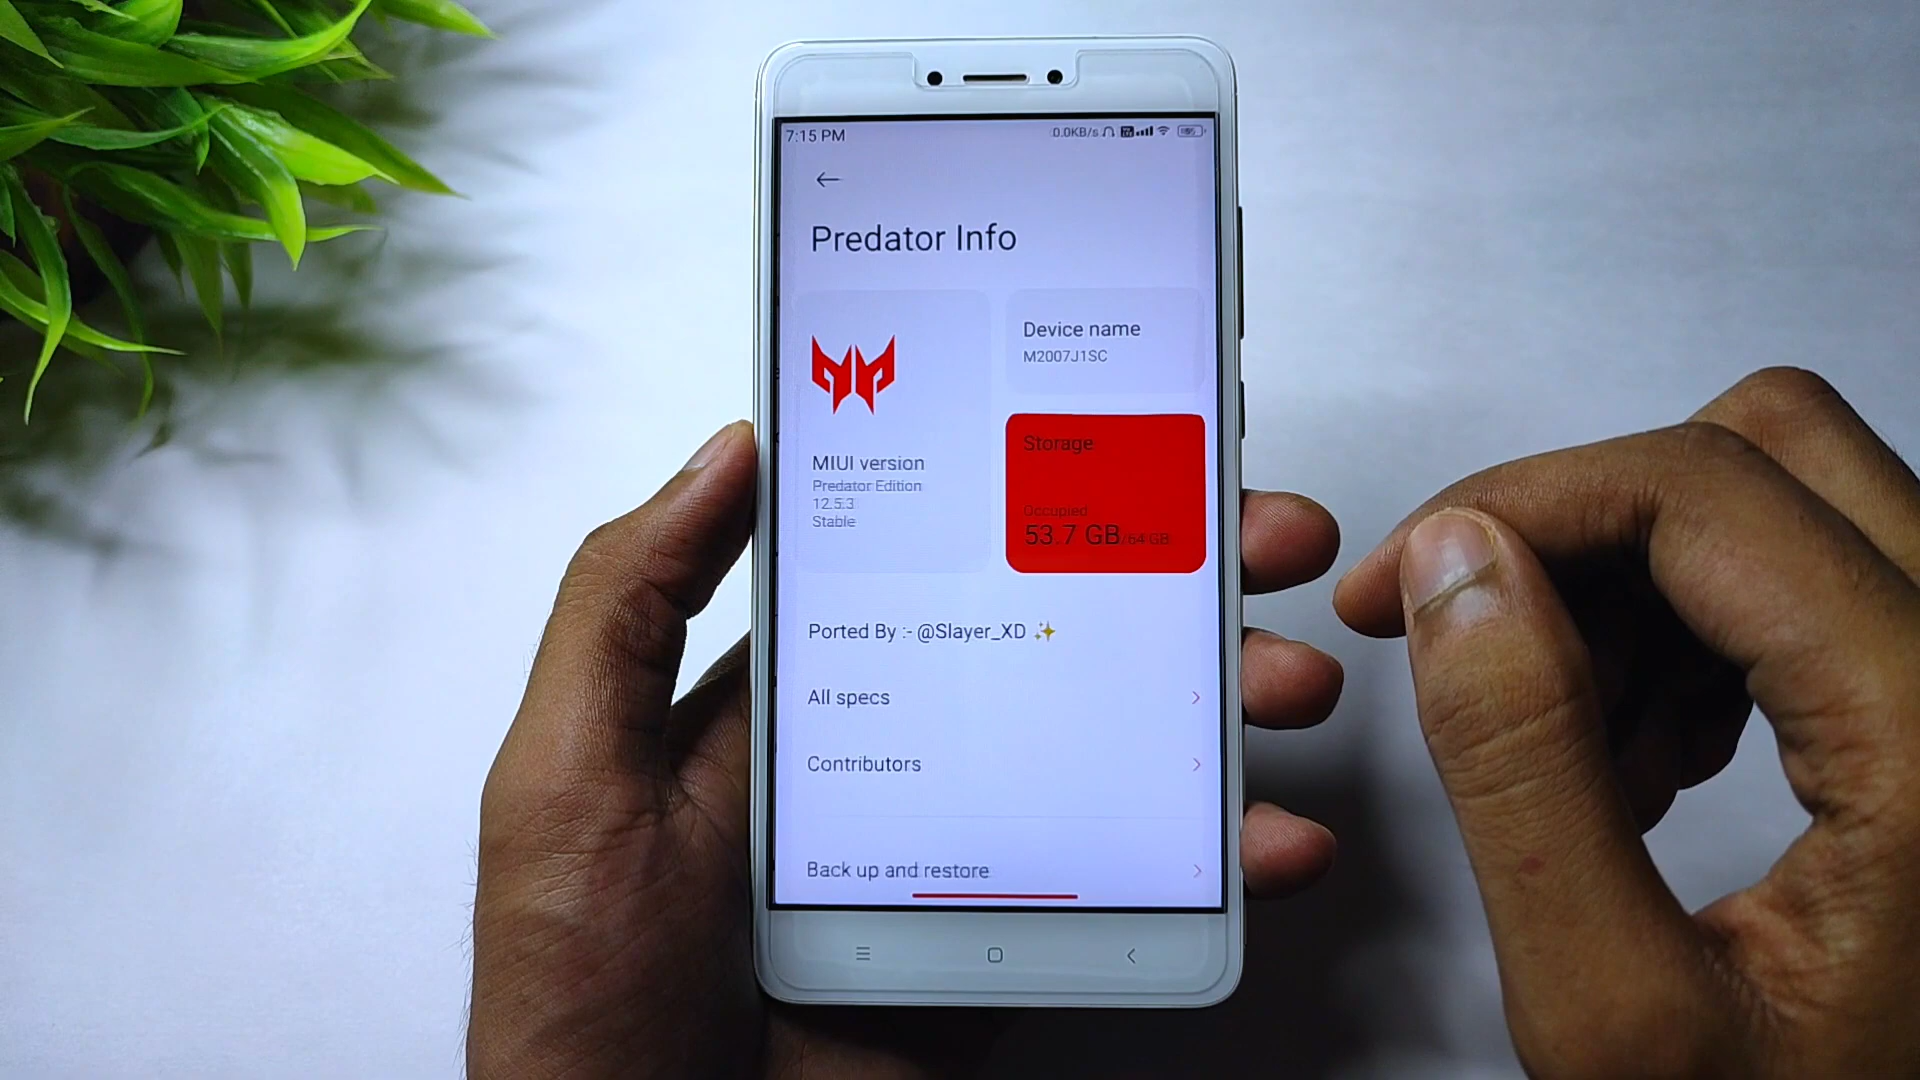 7:15 PM
0.0KB/s
Predator Info
Device name
M2007J1SC
Storage
Occupied
53.7 GB/64 GB
MIUI version
Predator Edition
12.5.3
Stable
Ported By :- @Slayer_XD ✨
All specs
Contributors
Back up and restore